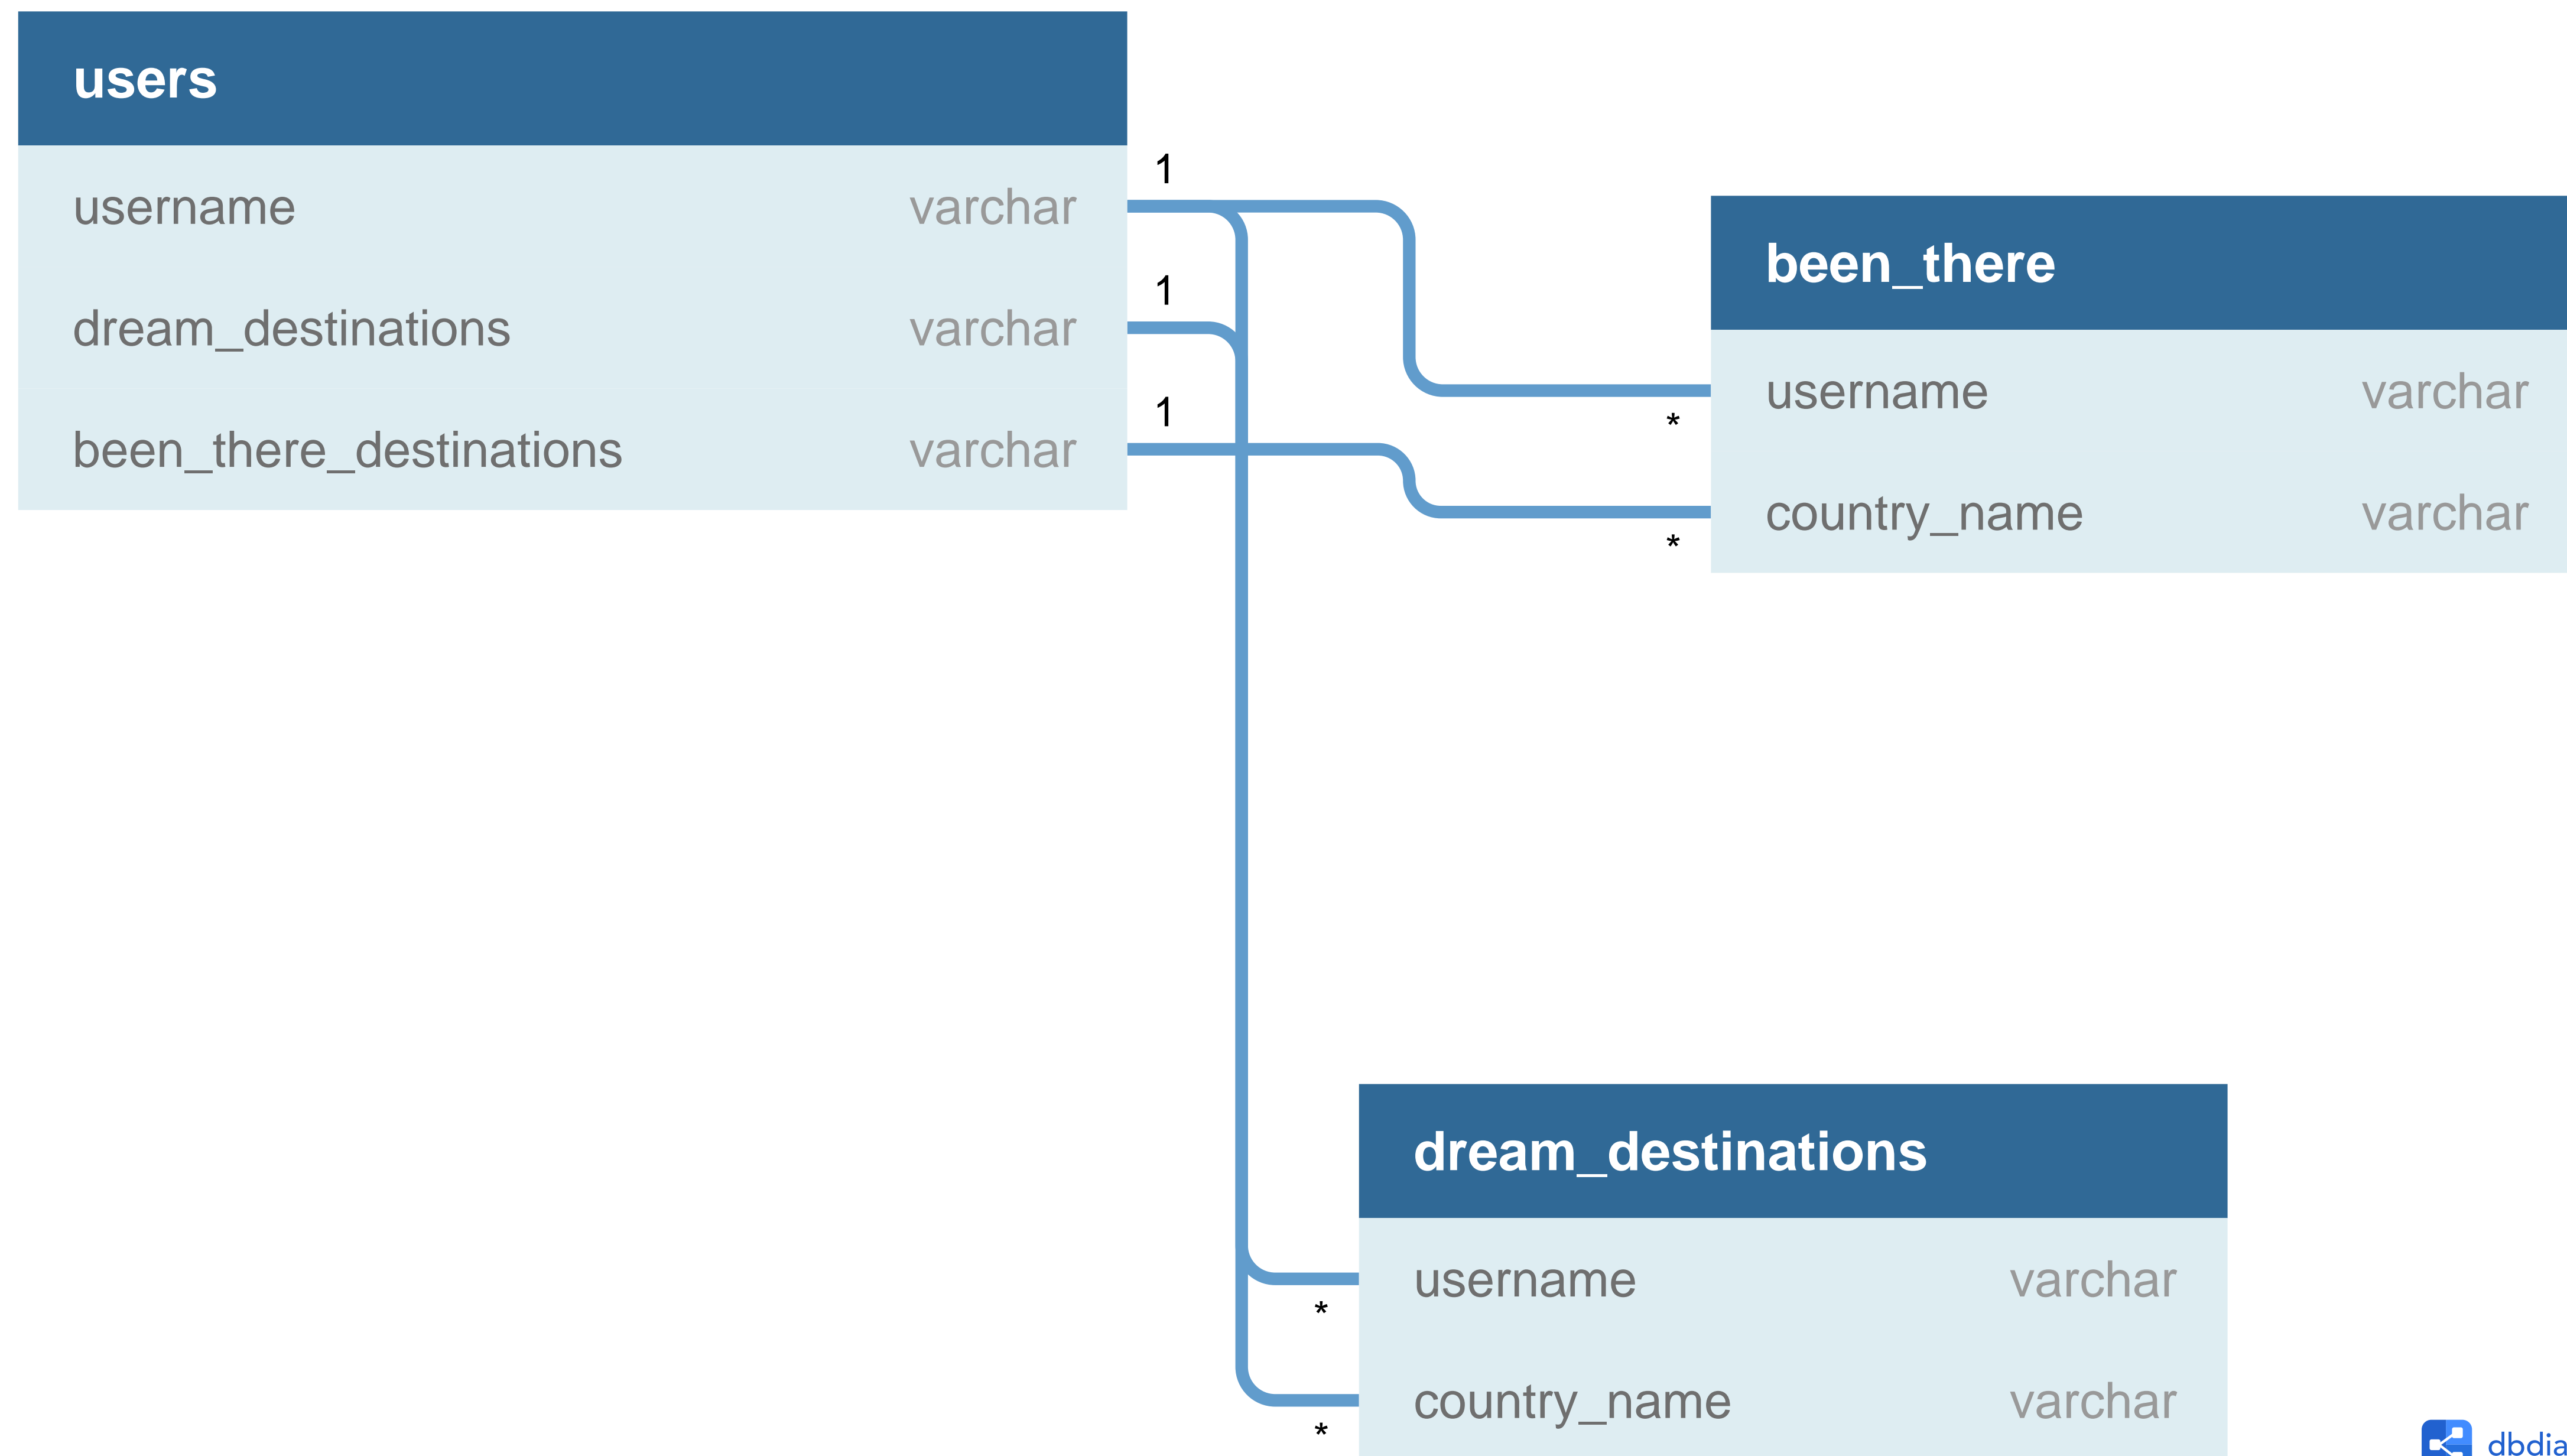 users
username varchar
dream_destinations varchar
been_there_destinations varchar
1
1
1
been_there
username varchar
country_name varchar
*
*
dream_destinations
username varchar
country_name varchar
*
*
dbdia